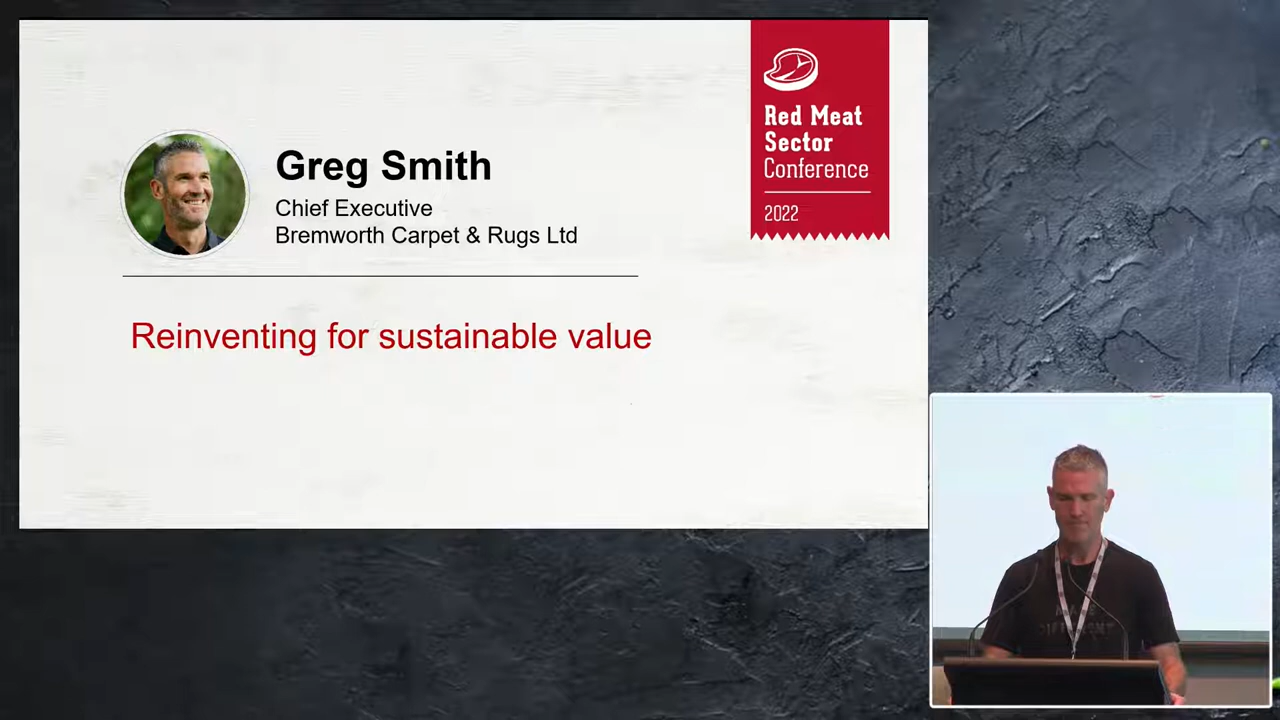 Greg Smith
Chief Executive
Bremworth Carpet & Rugs Ltd
Reinventing for sustainable value
Red Meat
Sector
Conference
2022